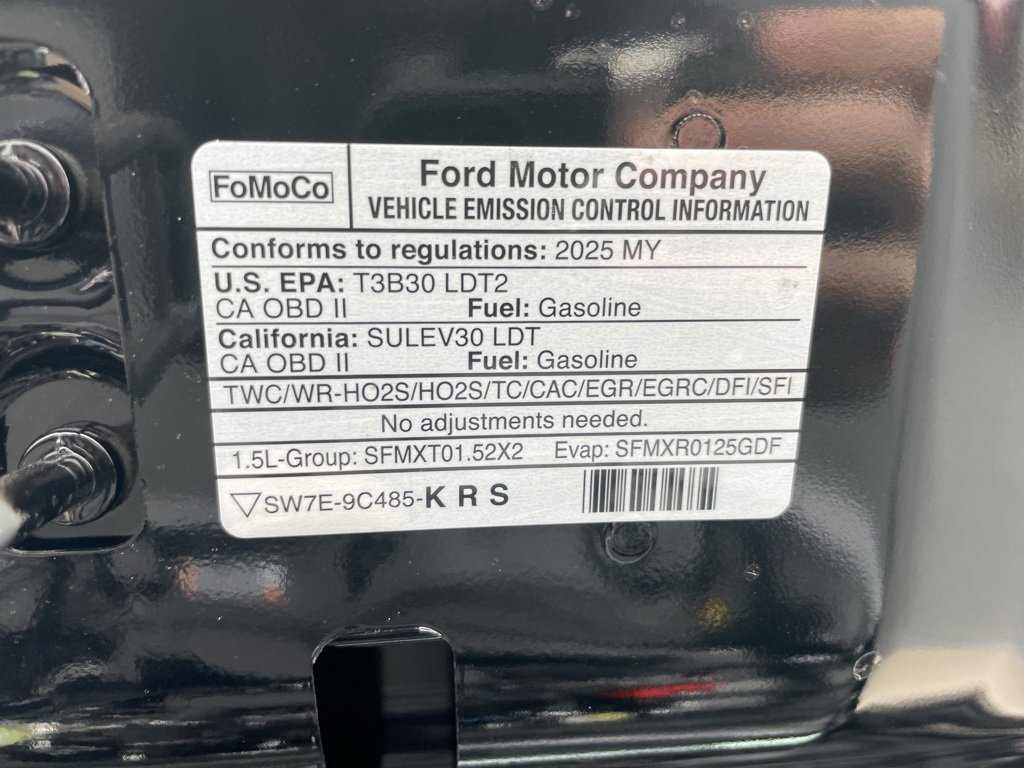 FoMoCo
Ford Motor Company
VEHICLE EMISSION CONTROL INFORMATION
Conforms to regulations: 2025 MY
U.S. EPA: T3B30 LDT2
CA OBD II Fuel: Gasoline
California: SULEV30 LDT
CA OBD II Fuel: Gasoline
TWC/WR-HO2S/HO2S/TC/CAC/EGR/EGRC/DFI/SFI
No adjustments needed.
1.5L-Group: SFMXT01.52X2 Evap: SFMXR0125GDF
SW7E-9C485-K R S